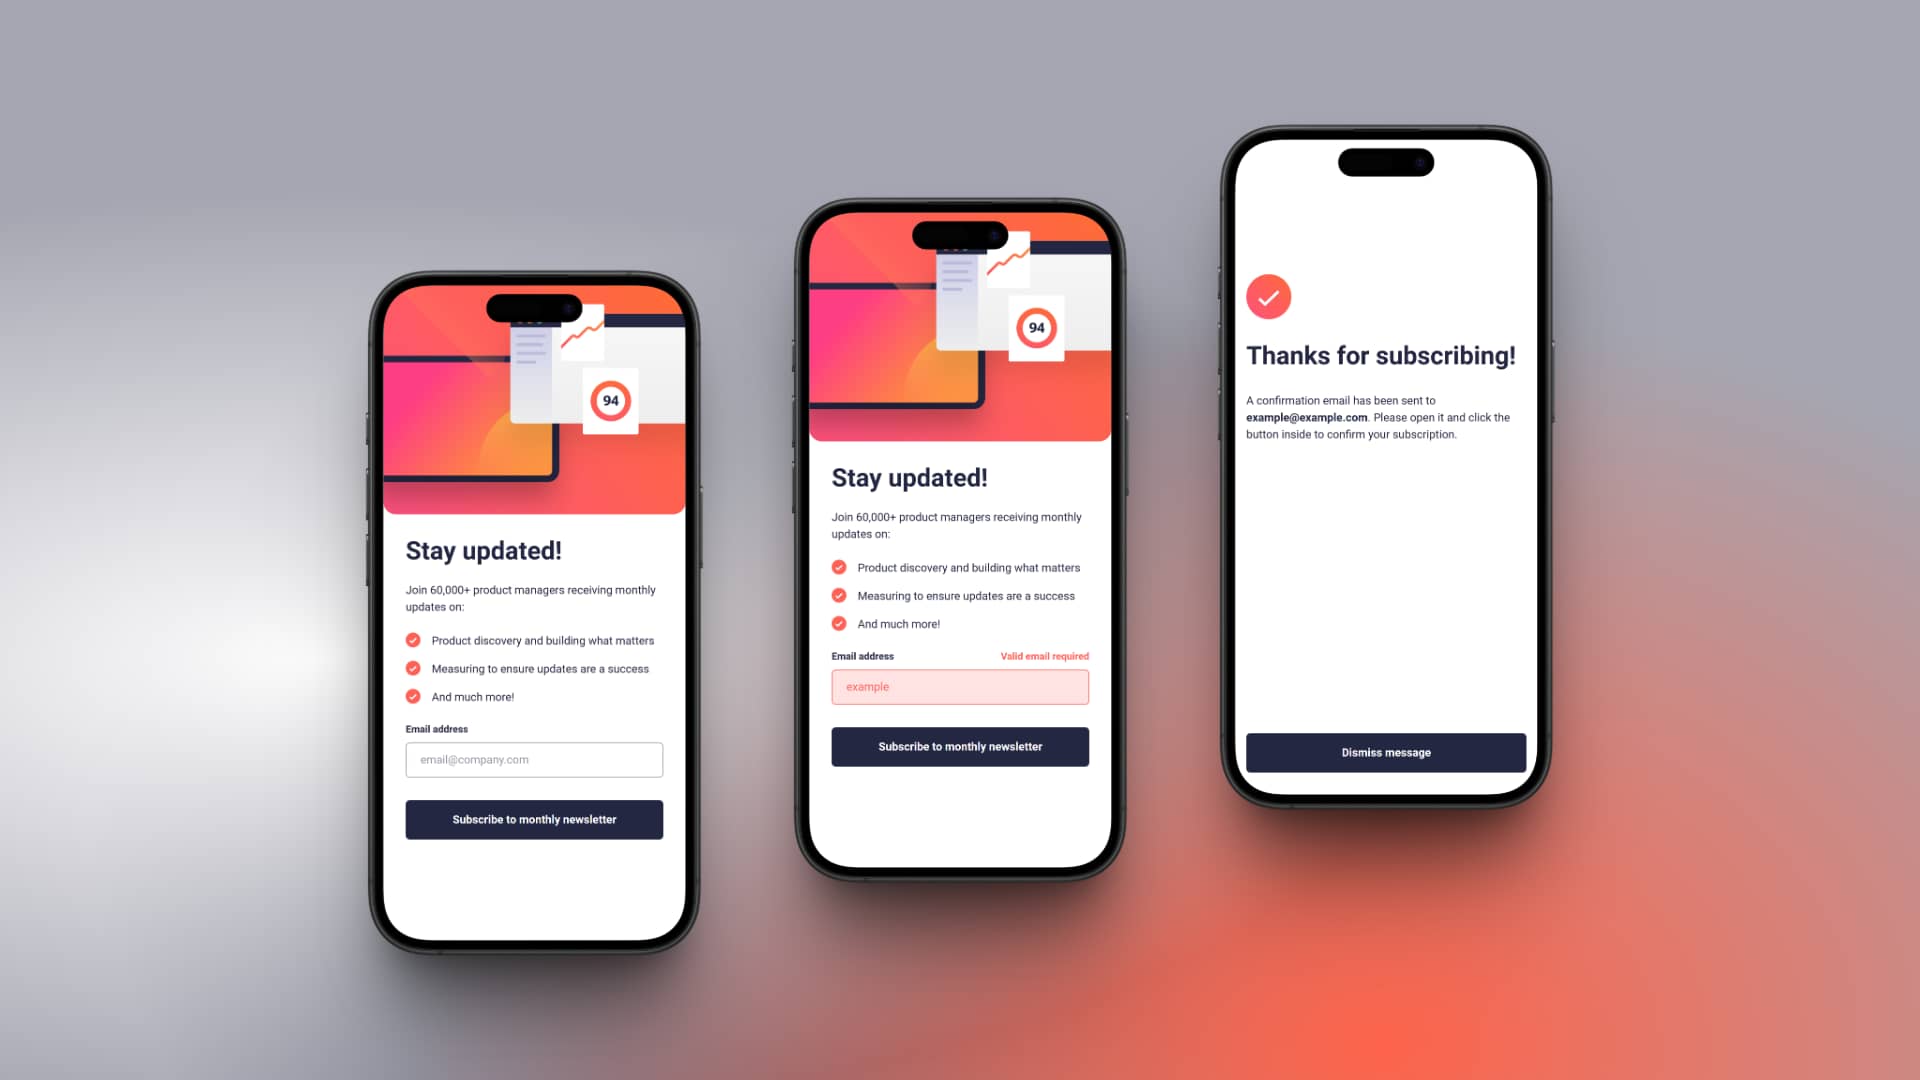 94
Stay updated!
Join 60,000+ product managers receiving monthly
updates on:
Product discovery and building what matters
Measuring to ensure updates are a success
And much more!
Email address
email@company.com
Subscribe to monthly newsletter
94
Stay updated!
Join 60,000+ product managers receiving monthly
updates on:
Product discovery and building what matters
Measuring to ensure updates are a success
And much more!
Email address Valid email required
example
Subscribe to monthly newsletter
Thanks for subscribing!
A confirmation email has been sent to
example@example.com. Please open it and click the
button inside to confirm your subscription.
Dismiss message